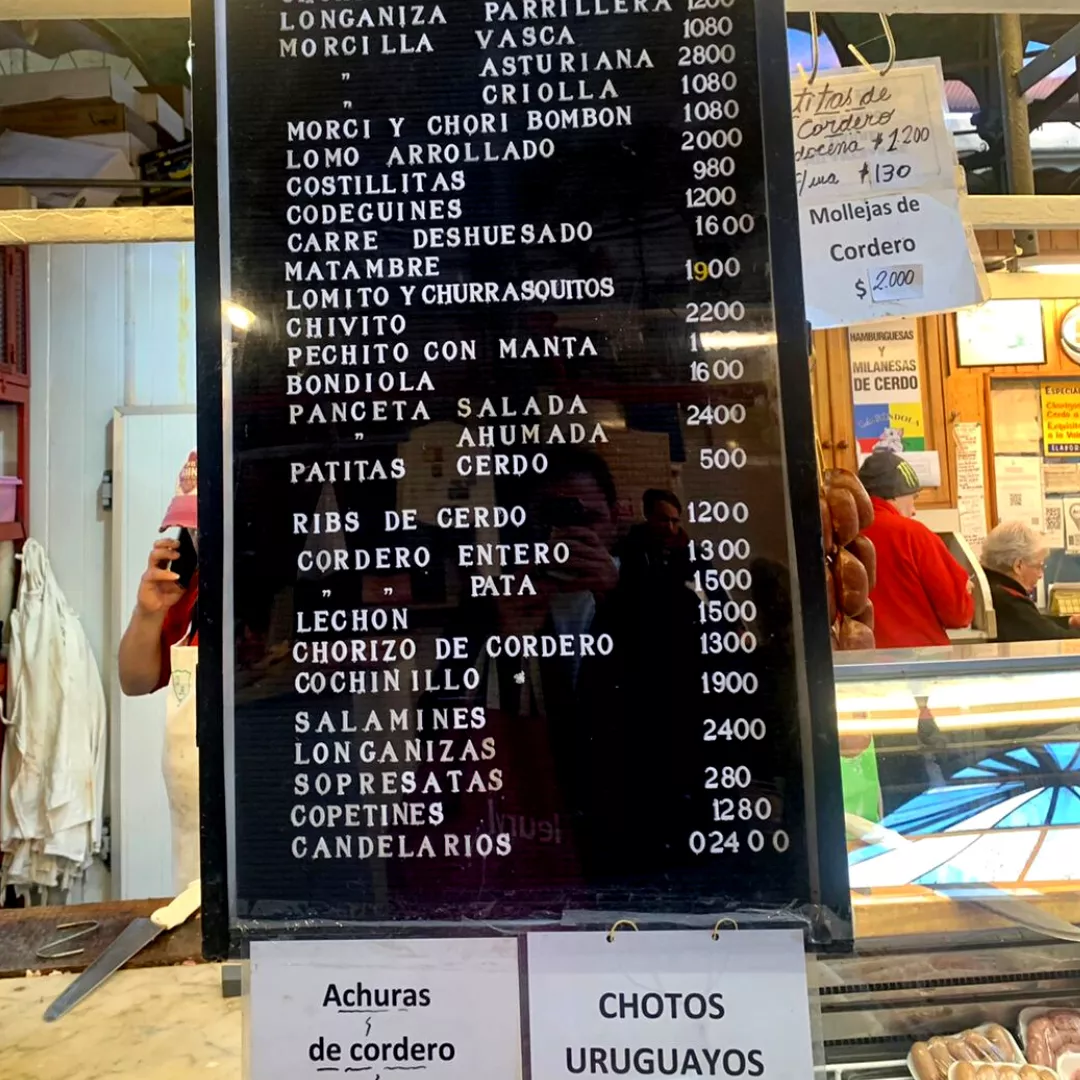 LONGANIZA PARRILLERA 1200
MORCILLA VASCA 1080
" ASTURIANA 2800
" CRIOLLA 1080
MORCI Y CHORI BOMBON 1080
LOMO ARROLLADO 2000
COSTILLITAS 980
CODEGUINES 1200
CARRE DESHUESADO 1600
MATAMBRE 1900
LOMITO Y CHURRASQUITOS
CHIVITO 2200
PECHITO CON MANTA
BONDIOLA 1600
PANCETA SALADA 2400
" AHUMADA
PATITAS CERDO 500
RIBS DE CERDO 1200
CORDERO ENTERO 1300
" " PATA 1500
LECHON 1500
CHORIZO DE CORDERO 1300
COCHINILLO 1900
SALAMINES 2400
LONGANIZAS
SOPRESATAS 280
COPETINES 1280
CANDELARIOS 02400
Achuras
de cordero
CHOTOS
URUGUAYOS
de
Cordero
docena $1.200
$130
Mollejas de
Cordero
$ 2.000
HAMBURGUESAS
Y
MILANESAS
DE CERDO